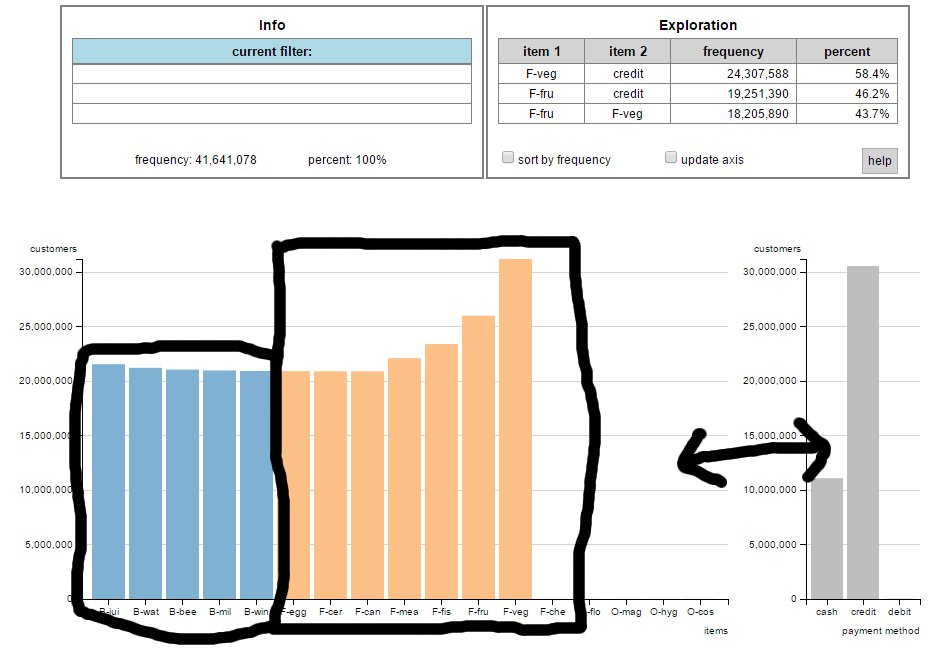 Info
current filter:
frequency: 41,641,078 percent: 100%
Exploration
item 1 item 2 frequency percent
F-veg credit 24,307,588 58.4%
F-fru credit 19,251,390 46.2%
F-fru F-veg 18,205,890 43.7%
sort by frequency update axis help
customers
30,000,000
25,000,000
20,000,000
15,000,000
10,000,000
5,000,000
0
B-jui B-wat B-bee B-mil B-win F-egg F-cer F-can F-mea F-fis F-fru F-veg F-che -flo O-mag O-hyg O-cos
items
customers
30,000,000
25,000,000
20,000,000
15,000,000
10,000,000
5,000,000
0
cash credit debit
payment method